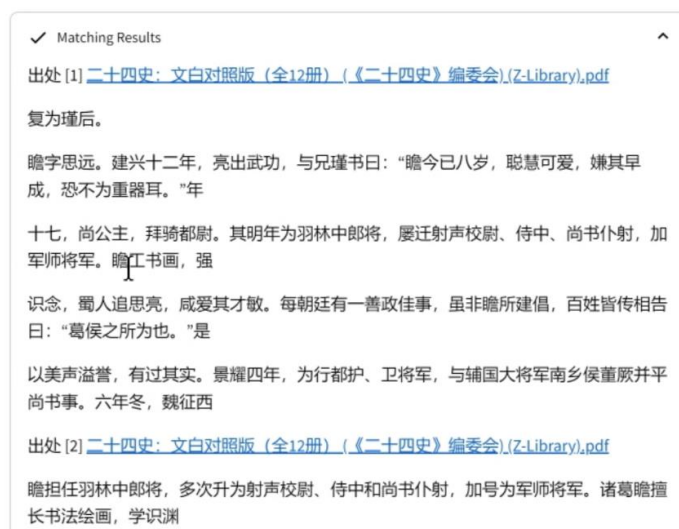 Matching Results
出处 [1] 二十四史：文白对照版（全12册）(《二十四史》编委会) (Z-Library).pdf
复为瑾后。
瞻字思远。建兴十二年，亮出武功，与兄瑾书曰：“瞻今已八岁，聪慧可爱，嫌其早
成，恐不为重器耳。”年
十七，尚公主，拜骑都尉。其明年为羽林中郎将，屡迁射声校尉、侍中、尚书仆射，加
军师将军。瞻工书画，强
识念，蜀人追思亮，咸爱其才敏。每朝廷有一善政佳事，虽非瞻所建倡，百姓皆传相告
曰：“葛侯之所为也。”是
以美声溢誉，有过其实。景耀四年，为行都护、卫将军，与辅国大将军南乡侯董厥并平
尚书事。六年冬，魏征西
出处 [2] 二十四史：文白对照版（全12册）(《二十四史》编委会) (Z-Library).pdf
瞻担任羽林中郎将，多次升为射声校尉、侍中和尚书仆射，加号为军师将军。诸葛瞻擅
长书法绘画，学识渊